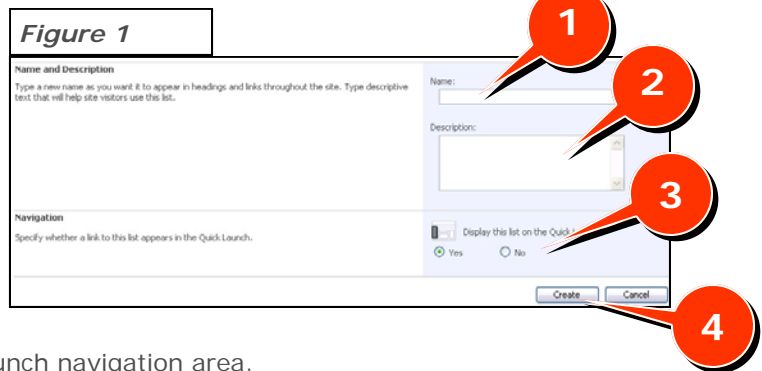 Figure 1
1
Name and Description
Type a new name as you want it to appear in headings and links throughout the site. Type descriptive
text that will help site visitors use this list.
Name:
2
Description:
3
Navigation
Specify whether a link to this list appears in the Quick Launch.
Display this list on the Quick
Yes No
Create Cancel
4
unch navigation area.